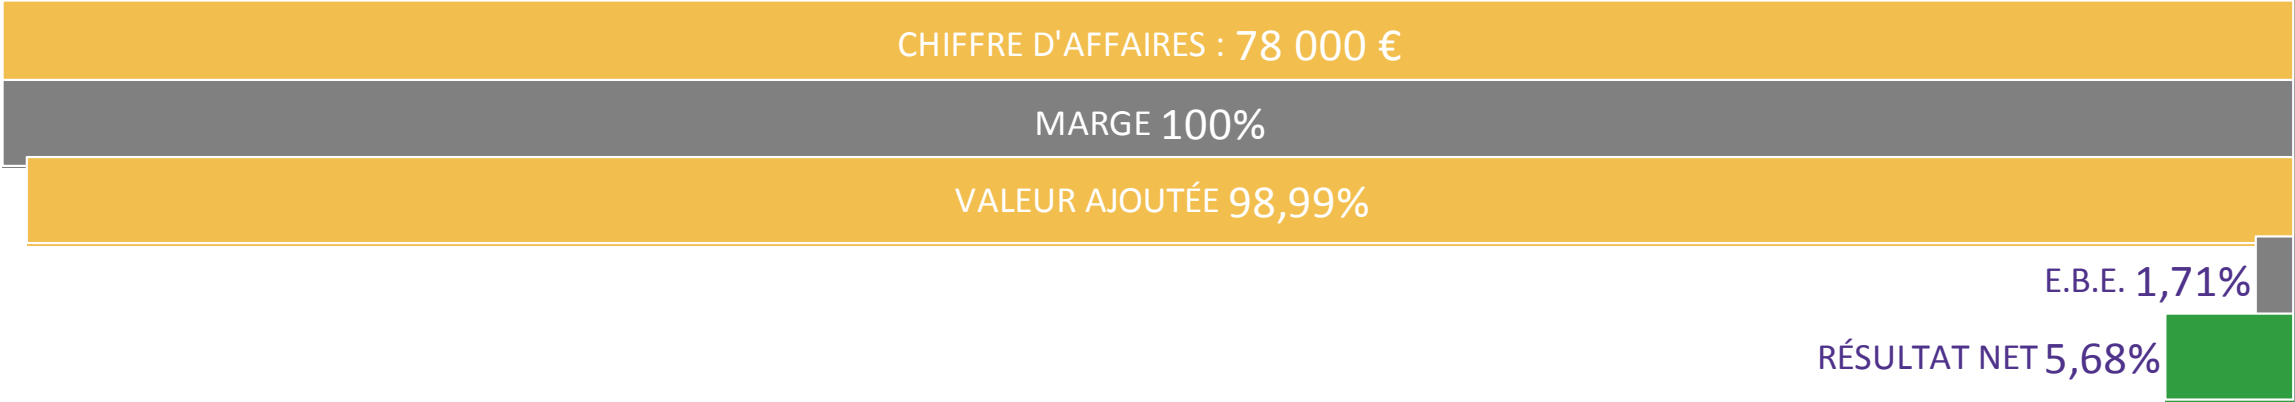 CHIFFRE D'AFFAIRES : 78 000 €
MARGE 100%
VALEUR AJOUTÉE 98,99%
E.B.E. 1,71%
RÉSULTAT NET 5,68%